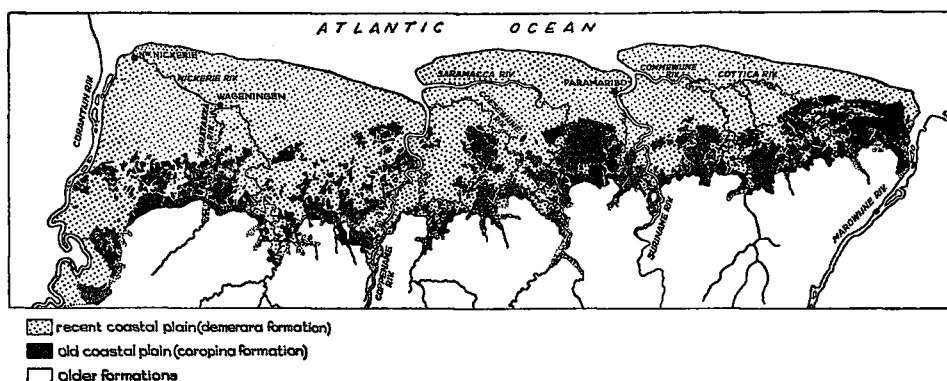 ATLANTIC OCEAN
Nw NICKERIE
NICKERIE RIV.
WAGENINGEN
SARAMACCA RIV.
PARAMARIBO
COMMEWIJNE RIV.
COTTICA RIV.
CORANTIJN RIV.
COPPENAME RIV.
SURINAME RIV.
MAROWIJNE RIV.
recent coastal plain (demerara formation)
old coastal plain (coropina formation)
older formations